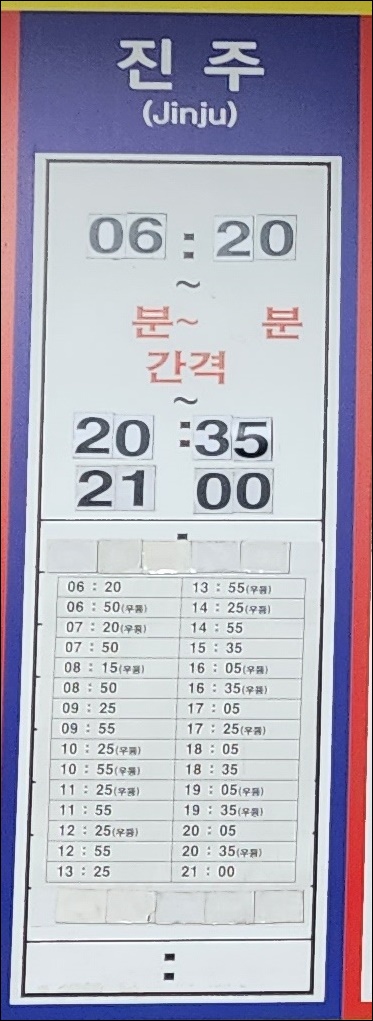 진 주
(Jinju)
06 : 20
~
분~ 분
간격
~
20 : 35
21 00
:
06 : 20 13 : 55(우등)
06 : 50(우등) 14 : 25(우등)
07 : 20(우등) 14 : 55
07 : 50 15 : 35
08 : 15(우등) 16 : 05(우등)
08 : 50 16 : 35(우등)
09 : 25 17 : 05
09 : 55 17 : 25(우등)
10 : 25(우등) 18 : 05
10 : 55(우등) 18 : 35
11 : 25(우등) 19 : 05(우등)
11 : 55 19 : 35(우등)
12 : 25(우등) 20 : 05
12 : 55 20 : 35(우등)
13 : 25 21 : 00
: